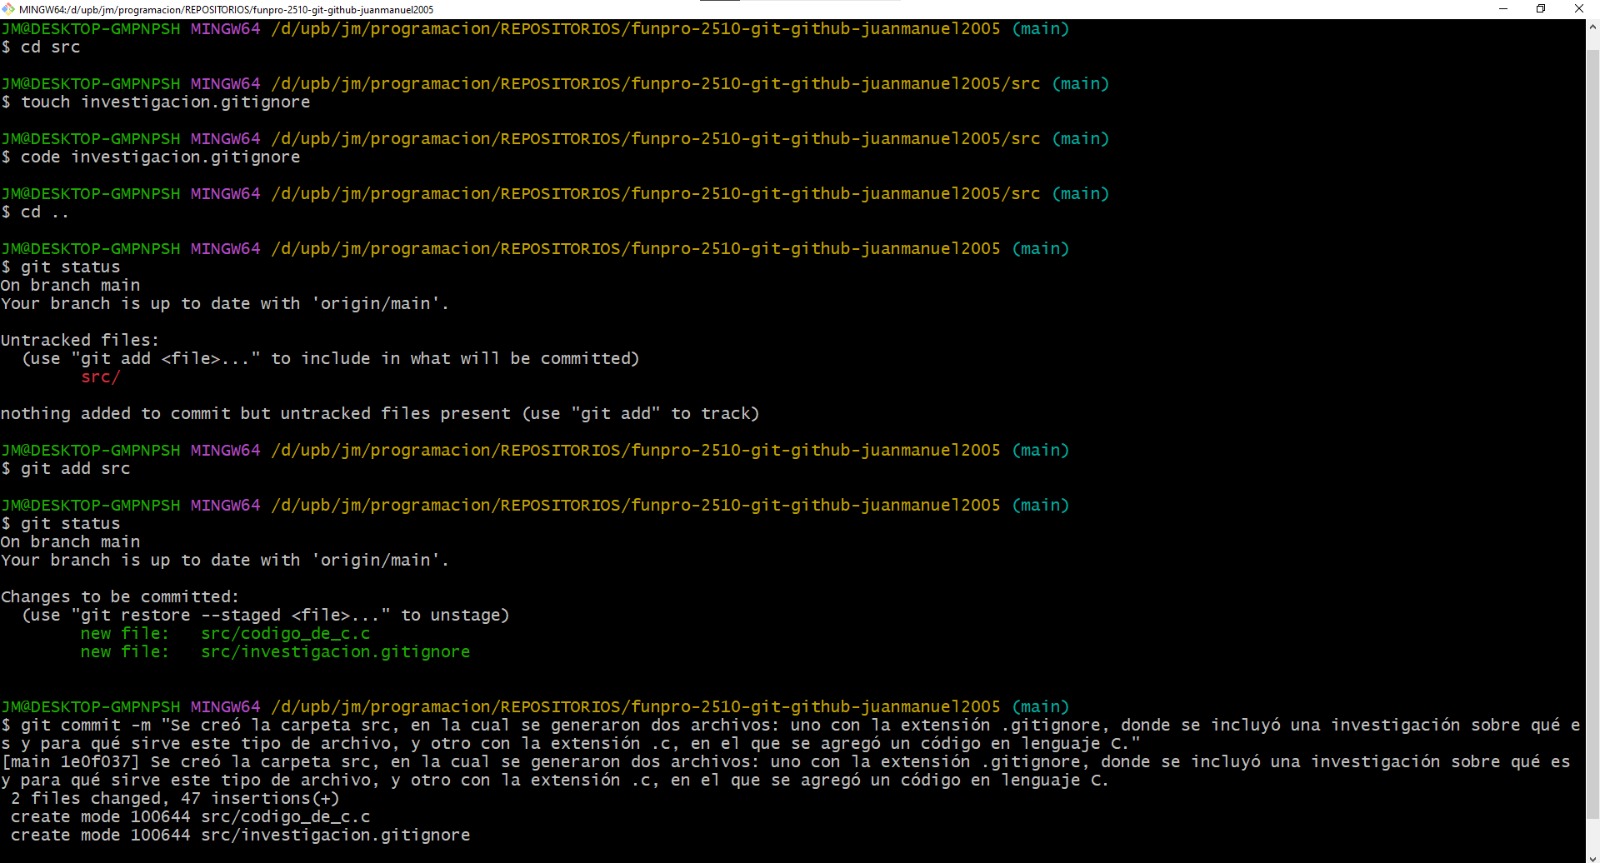 MINGW64:/d/upb/jm/programacion/REPOSITORIOS/funpro-2510-git-github-juanmanuel2005
JM@DESKTOP-GMPNPSH MINGW64 /d/upb/jm/programacion/REPOSITORIOS/funpro-2510-git-github-juanmanuel2005 (main)
$ cd src
JM@DESKTOP-GMPNPSH MINGW64 /d/upb/jm/programacion/REPOSITORIOS/funpro-2510-git-github-juanmanuel2005/src (main)
$ touch investigacion.gitignore
JM@DESKTOP-GMPNPSH MINGW64 /d/upb/jm/programacion/REPOSITORIOS/funpro-2510-git-github-juanmanuel2005/src (main)
$ code investigacion.gitignore
JM@DESKTOP-GMPNPSH MINGW64 /d/upb/jm/programacion/REPOSITORIOS/funpro-2510-git-github-juanmanuel2005/src (main)
$ cd ..
JM@DESKTOP-GMPNPSH MINGW64 /d/upb/jm/programacion/REPOSITORIOS/funpro-2510-git-github-juanmanuel2005 (main)
$ git status
On branch main
Your branch is up to date with 'origin/main'.
Untracked files:
  (use "git add <file>..." to include in what will be committed)
        src/
nothing added to commit but untracked files present (use "git add" to track)
JM@DESKTOP-GMPNPSH MINGW64 /d/upb/jm/programacion/REPOSITORIOS/funpro-2510-git-github-juanmanuel2005 (main)
$ git add src
JM@DESKTOP-GMPNPSH MINGW64 /d/upb/jm/programacion/REPOSITORIOS/funpro-2510-git-github-juanmanuel2005 (main)
$ git status
On branch main
Your branch is up to date with 'origin/main'.
Changes to be committed:
  (use "git restore --staged <file>..." to unstage)
        new file:   src/codigo_de_c.c
        new file:   src/investigacion.gitignore
JM@DESKTOP-GMPNPSH MINGW64 /d/upb/jm/programacion/REPOSITORIOS/funpro-2510-git-github-juanmanuel2005 (main)
$ git commit -m "Se creó la carpeta src, en la cual se generaron dos archivos: uno con la extensión .gitignore, donde se incluyó una investigación sobre qué e
s y para qué sirve este tipo de archivo, y otro con la extensión .c, en el que se agregó un código en lenguaje C."
[main 1e0f037] Se creó la carpeta src, en la cual se generaron dos archivos: uno con la extensión .gitignore, donde se incluyó una investigación sobre qué es
y para qué sirve este tipo de archivo, y otro con la extensión .c, en el que se agregó un código en lenguaje C.
 2 files changed, 47 insertions(+)
 create mode 100644 src/codigo_de_c.c
 create mode 100644 src/investigacion.gitignore